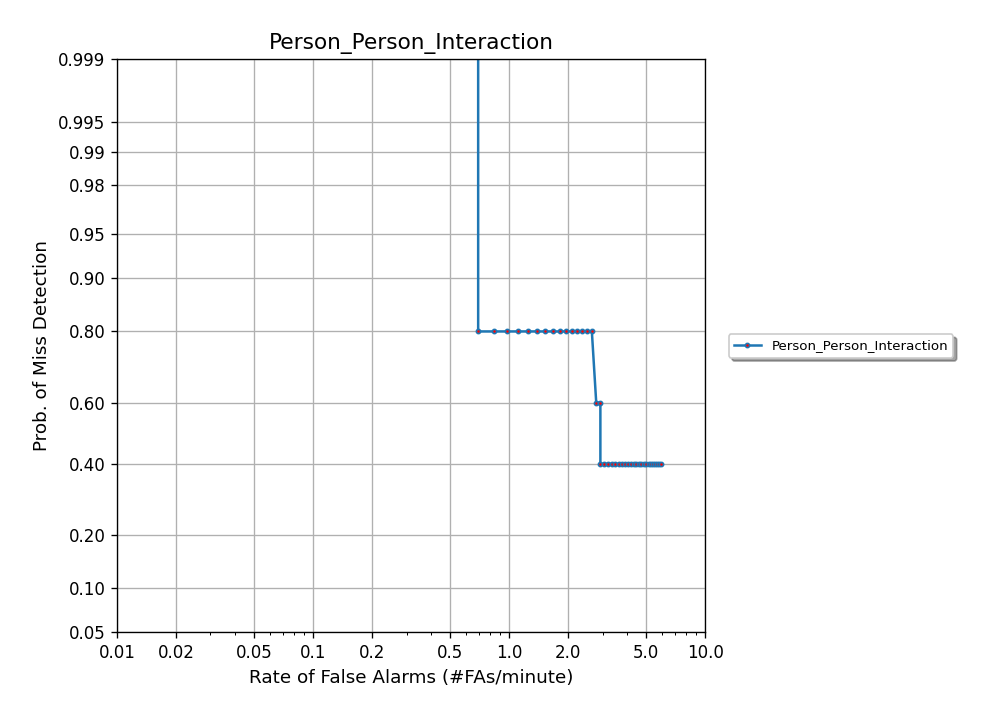 Person_Person_Interaction
0.999
0.995
0.99
0.98
0.95
0.90
0.80
0.60
0.40
0.20
0.10
0.05
Prob. of Miss Detection
0.01 0.02 0.05 0.1 0.2 0.5 1.0 2.0 5.0 10.0
Rate of False Alarms (#FAs/minute)
Person_Person_Interaction